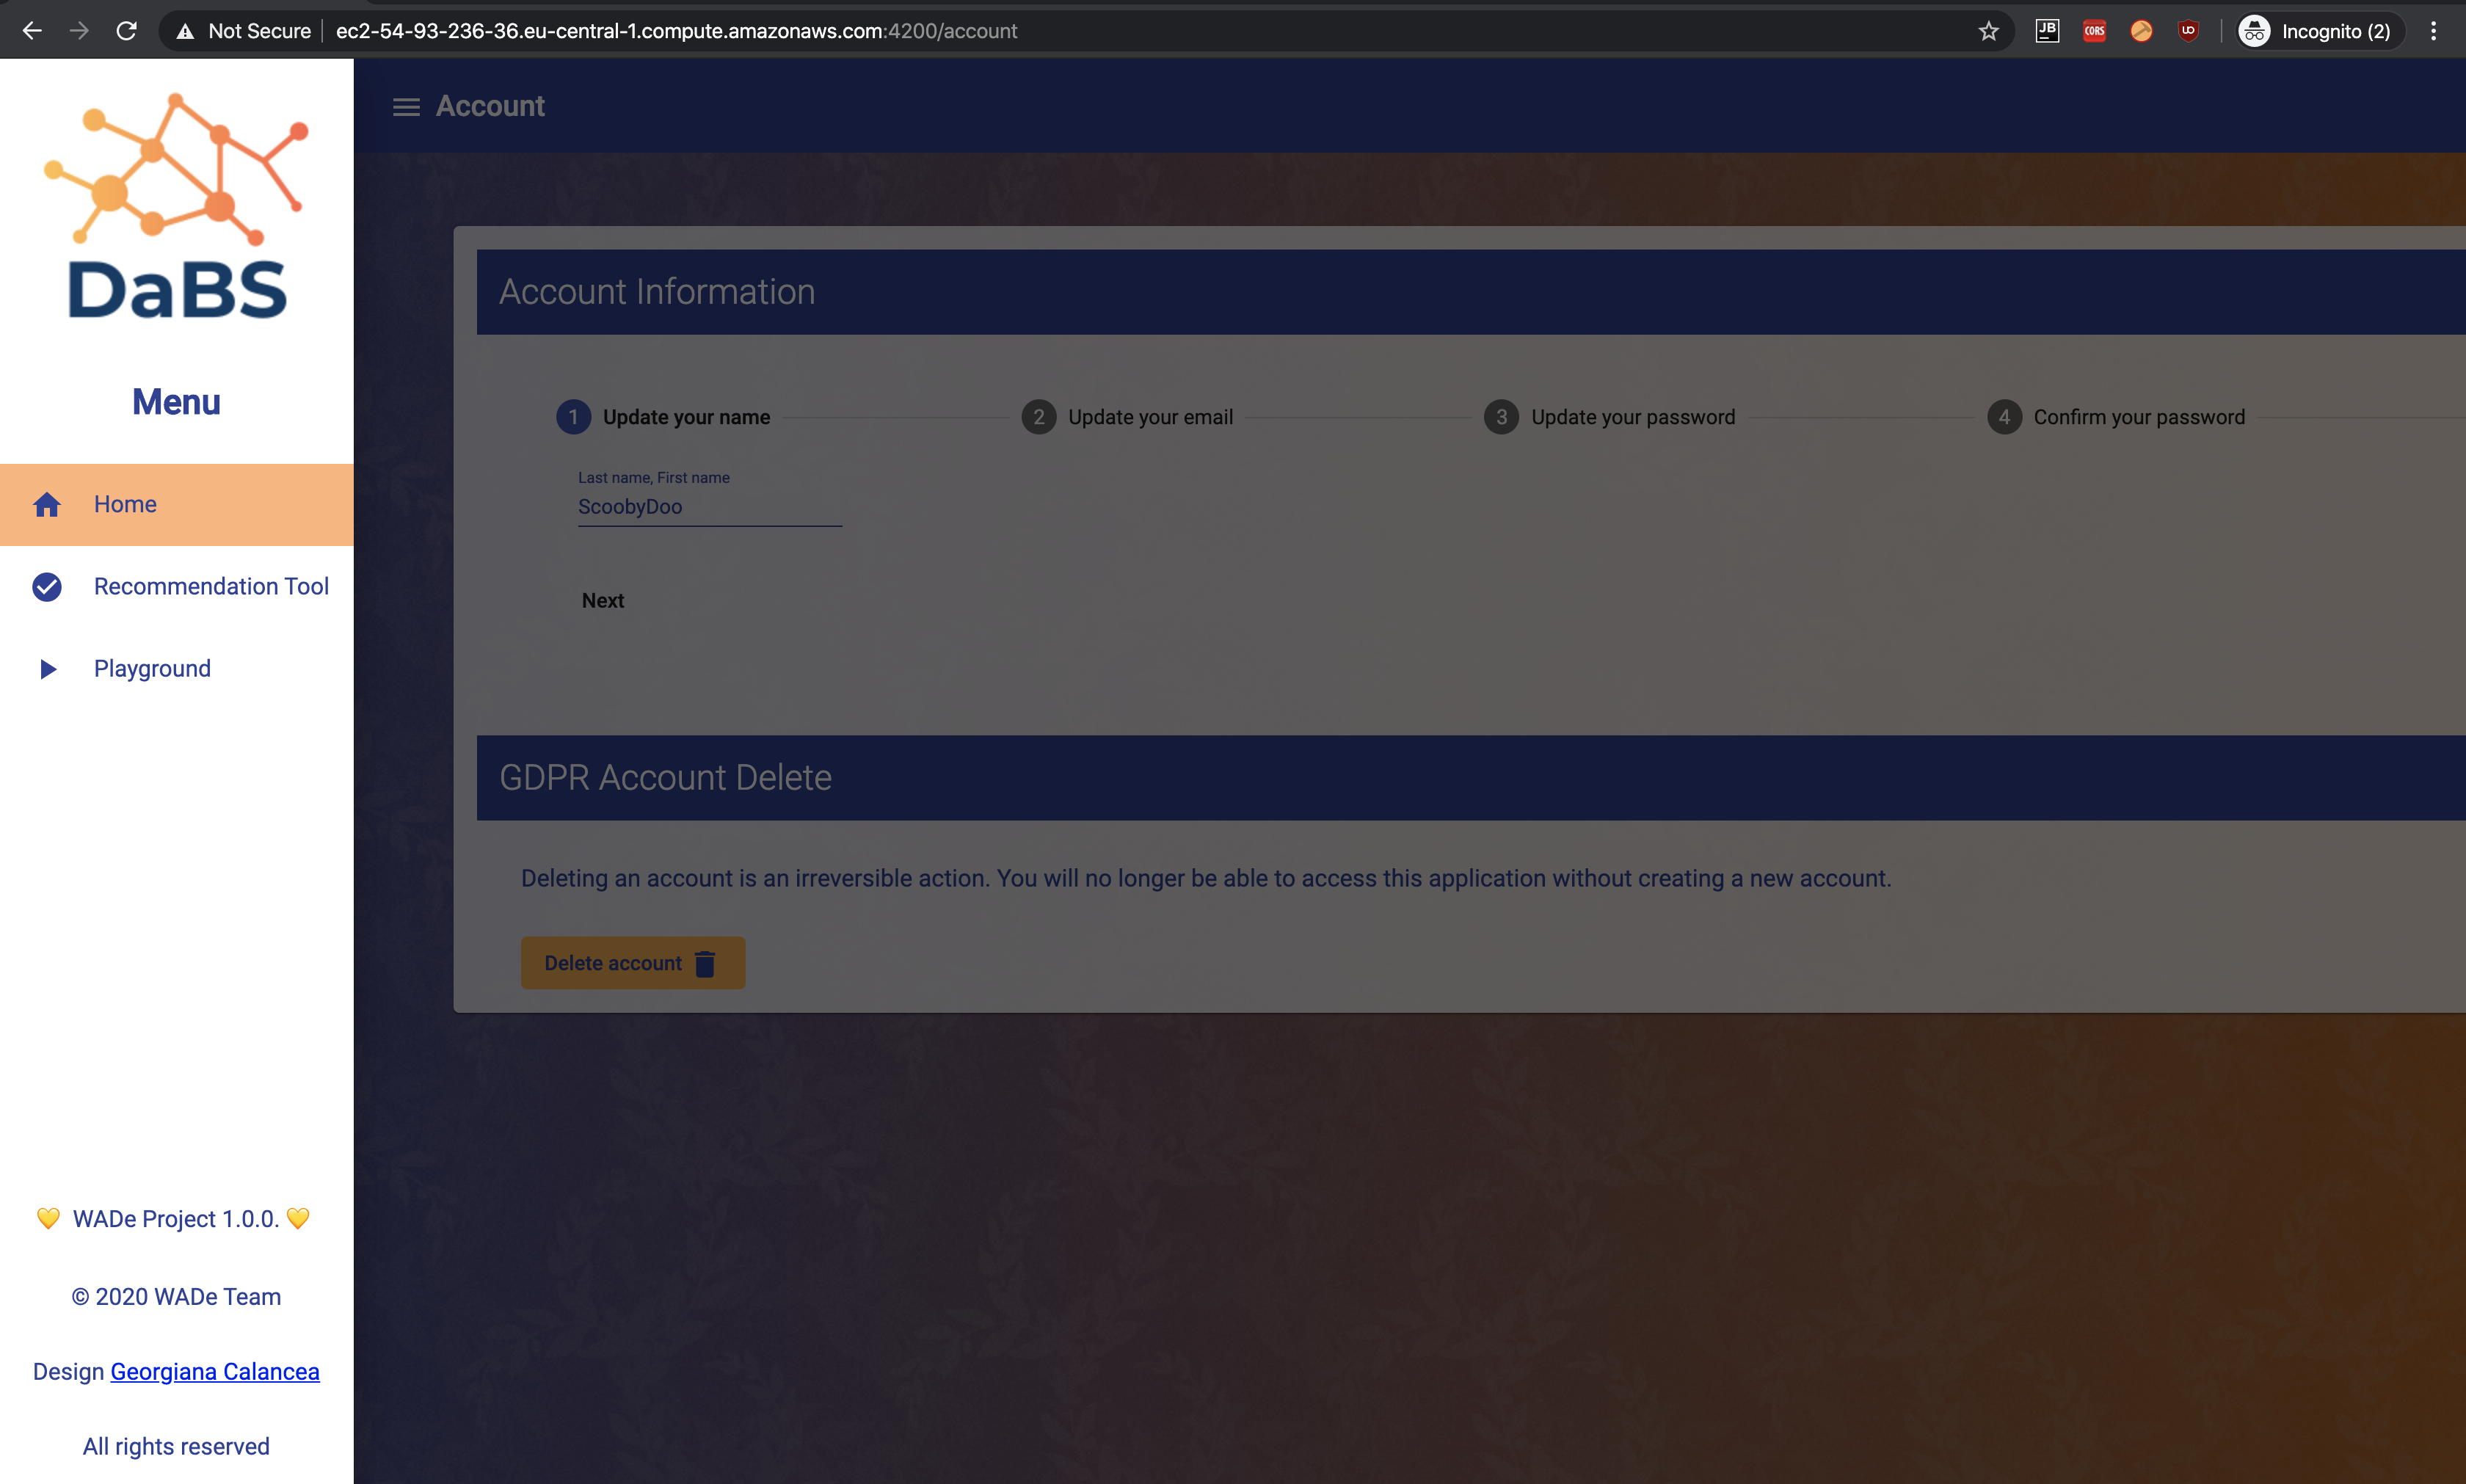 Not Secure ec2-54-93-236-36.eu-central-1.compute.amazonaws.com:4200/account
JB
CORS
Incognito (2)
DaBS
Menu
Home
Recommendation Tool
Playground
💛 WADe Project 1.0.0. 💛
© 2020 WADe Team
Design Georgiana Calancea
All rights reserved
Account
Account Information
1 Update your name
2 Update your email
3 Update your password
4 Confirm your password
Last name, First name
ScoobyDoo
Next
GDPR Account Delete
Deleting an account is an irreversible action. You will no longer be able to access this application without creating a new account.
Delete account